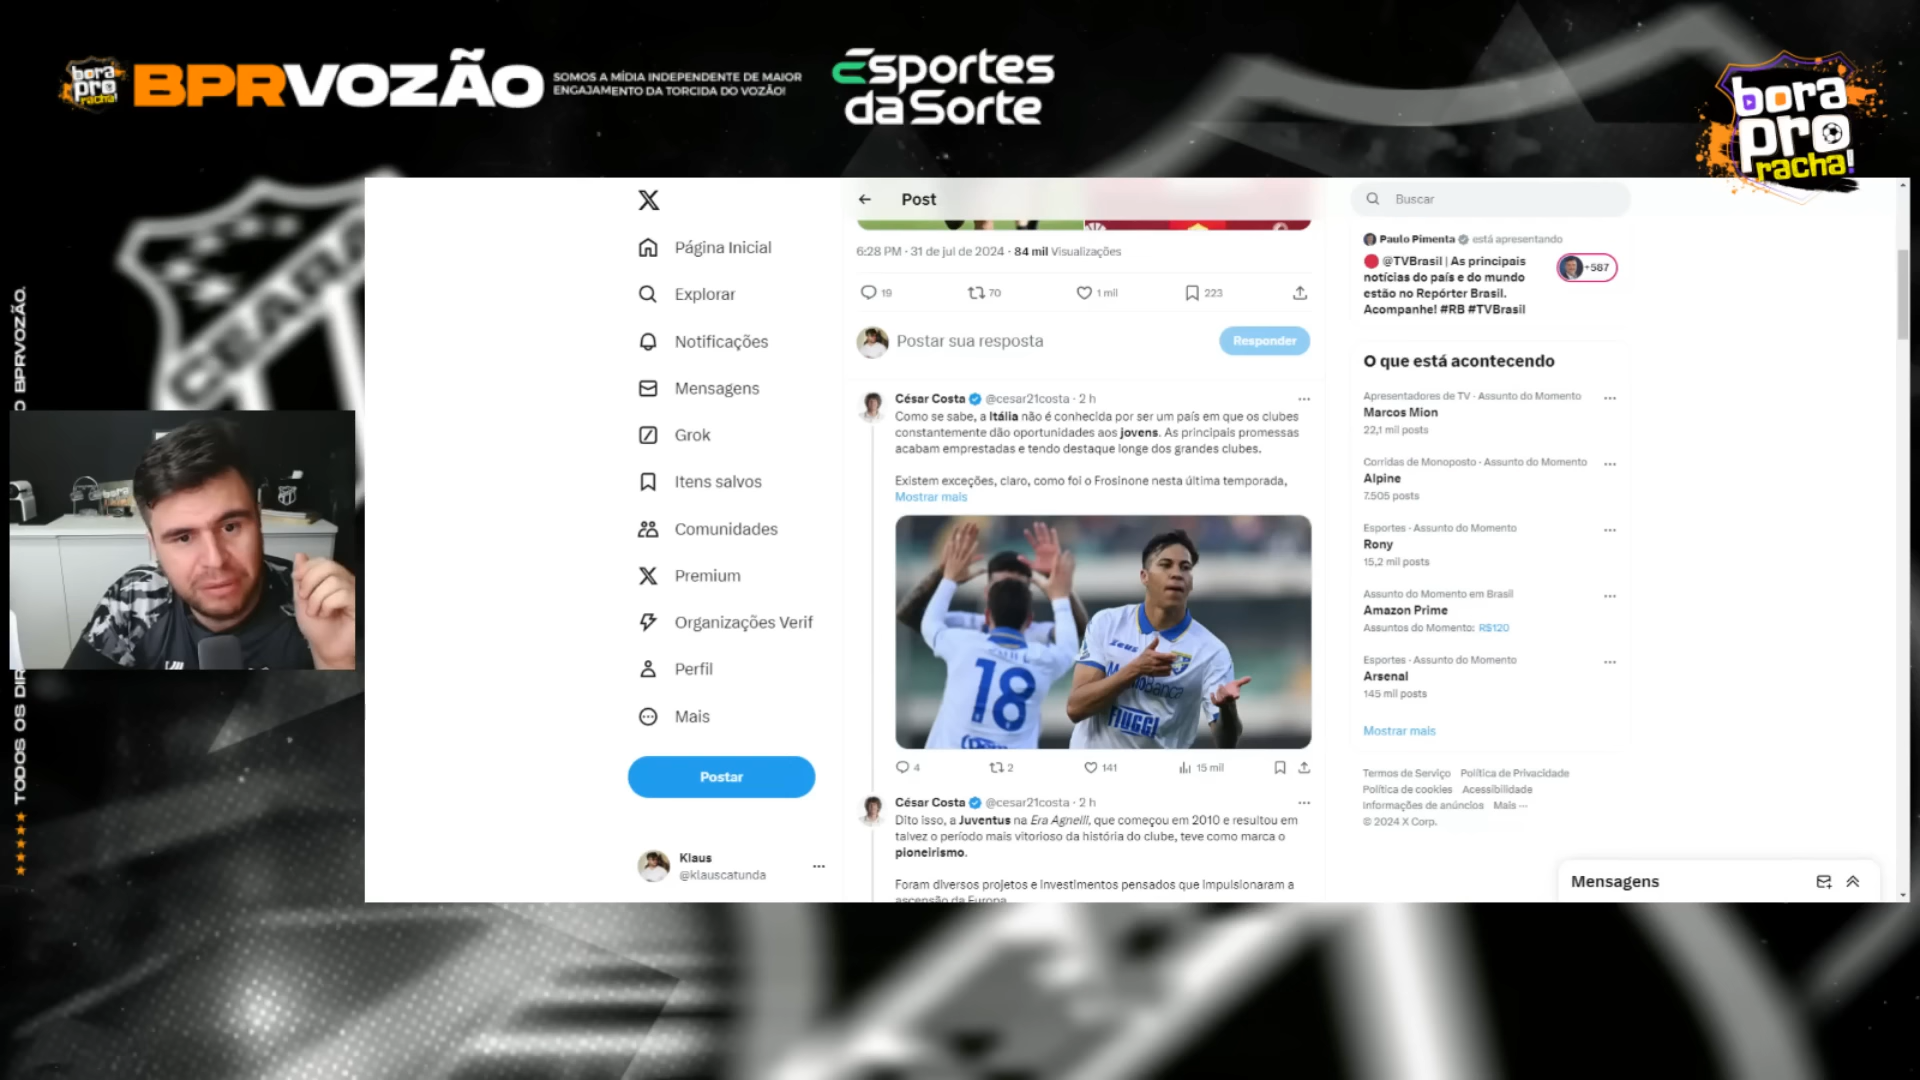 bora
pro
racha!
BPRVOZÃO
SOMOS A MÍDIA INDEPENDENTE DE MAIOR
ENGAJAMENTO DA TORCIDA DO VOZÃO!
Esportes
da Sorte
bora
pro
racha!
CEARÁ
TODOS OS DIR
O BPRVOZÃO.
Página Inicial
Explorar
Notificações
Mensagens
Grok
Itens salvos
Comunidades
Premium
Organizações Verif
Perfil
Mais
Postar
Klaus
@klauscatunda
Post
6:28 PM · 31 de jul de 2024 · 84 mil Visualizações
19
70
1 mil
223
Postar sua resposta
Responder
César Costa @cesar21costa · 2 h
Como se sabe, a Itália não é conhecida por ser um país em que os clubes
constantemente dão oportunidades aos jovens. As principais promessas
acabam emprestadas e tendo destaque longe dos grandes clubes.
Existem exceções, claro, como foi o Frosinone nesta última temporada,
Mostrar mais
18
Zeus
FIUGGI
4
2
141
15 mil
César Costa @cesar21costa · 2 h
Dito isso, a Juventus na Era Agnelli, que começou em 2010 e resultou em
talvez o período mais vitorioso da história do clube, teve como marca o
pioneirismo.
Foram diversos projetos e investimentos pensados que impulsionaram a
ascensão da Europa
Buscar
Paulo Pimenta está apresentando
@TVBrasil | As principais
notícias do país e do mundo
estão no Repórter Brasil.
Acompanhe! #RB #TVBrasil
+587
O que está acontecendo
Apresentadores de TV · Assunto do Momento
Marcos Mion
22,1 mil posts
Corridas de Monoposto · Assunto do Momento
Alpine
7.505 posts
Esportes · Assunto do Momento
Rony
15,2 mil posts
Assunto do Momento em Brasil
Amazon Prime
Assuntos do Momento: R$120
Esportes · Assunto do Momento
Arsenal
145 mil posts
Mostrar mais
Termos de Serviço Política de Privacidade
Política de cookies Acessibilidade
Informações de anúncios Mais ···
© 2024 X Corp.
Mensagens